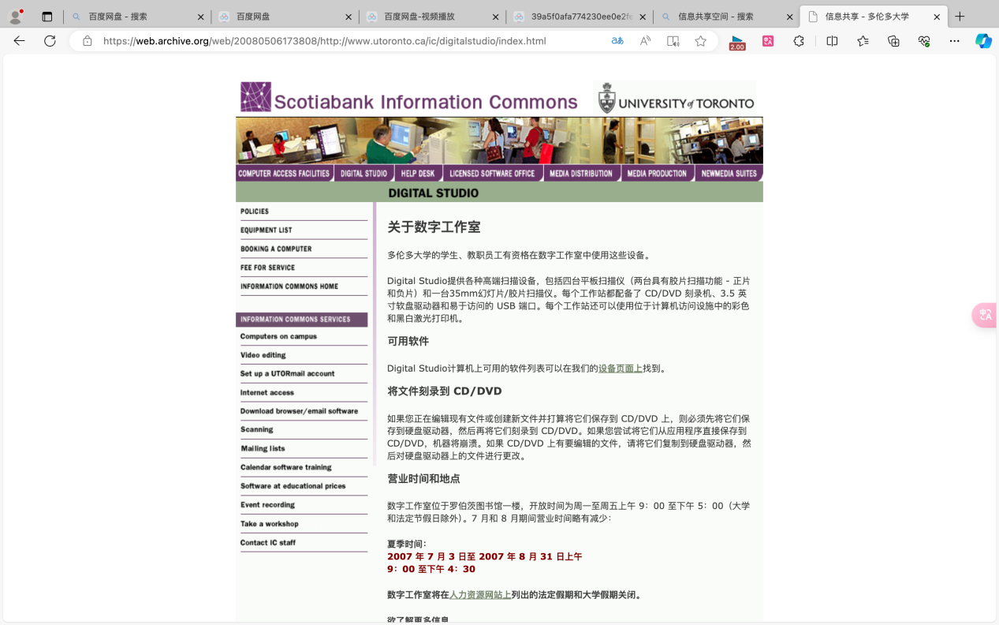 百度网盘 - 搜索
百度网盘
百度网盘-视频播放
39a5f0afa774230ee0e2fe
信息共享空间 - 搜索
信息共享 - 多伦多大学
https://web.archive.org/web/20080506173808/http://www.utoronto.ca/ic/digitalstudio/index.html
2.00
Scotiabank Information Commons
UNIVERSITY of TORONTO
COMPUTER ACCESS FACILITIES
DIGITAL STUDIO
HELP DESK
LICENSED SOFTWARE OFFICE
MEDIA DISTRIBUTION
MEDIA PRODUCTION
NEWMEDIA SUITES
DIGITAL STUDIO
POLICIES
EQUIPMENT LIST
BOOKING A COMPUTER
FEE FOR SERVICE
INFORMATION COMMONS HOME
INFORMATION COMMONS SERVICES
Computers on campus
Video editing
Set up a UTORmail account
Internet access
Download browser/email software
Scanning
Mailing lists
Calendar software training
Software at educational prices
Event recording
Take a workshop
Contact IC staff
关于数字工作室
多伦多大学的学生、教职员工有资格在数字工作室中使用这些设备。
Digital Studio提供各种高端扫描设备，包括四台平板扫描仪（两台具有胶片扫描功能 - 正片
和负片）和一台35mm幻灯片/胶片扫描仪。每个工作站都配备了 CD/DVD 刻录机、3.5 英
寸软盘驱动器和易于访问的 USB 端口。每个工作站还可以使用位于计算机访问设施中的彩色
和黑白激光打印机。
可用软件
Digital Studio计算机上可用的软件列表可以在我们的设备页面上找到。
将文件刻录到 CD/DVD
如果您正在编辑现有文件或创建新文件并打算将它们保存到 CD/DVD 上，则必须先将它们保
存到硬盘驱动器，然后再将它们刻录到 CD/DVD。如果您尝试将它们从应用程序直接保存到
CD/DVD，机器将崩溃。如果 CD/DVD 上有要编辑的文件，请将它们复制到硬盘驱动器，然
后对硬盘驱动器上的文件进行更改。
营业时间和地点
数字工作室位于罗伯茨图书馆一楼，开放时间为周一至周五上午 9：00 至下午 5：00（大学
和法定节假日除外）。7 月和 8 月期间营业时间略有减少：
夏季时间：
2007 年 7 月 3 日至 2007 年 8 月 31 日上午
9：00 至下午 4：30
数字工作室将在人力资源网站上列出的法定假期和大学假期关闭。
欲了解更多信息